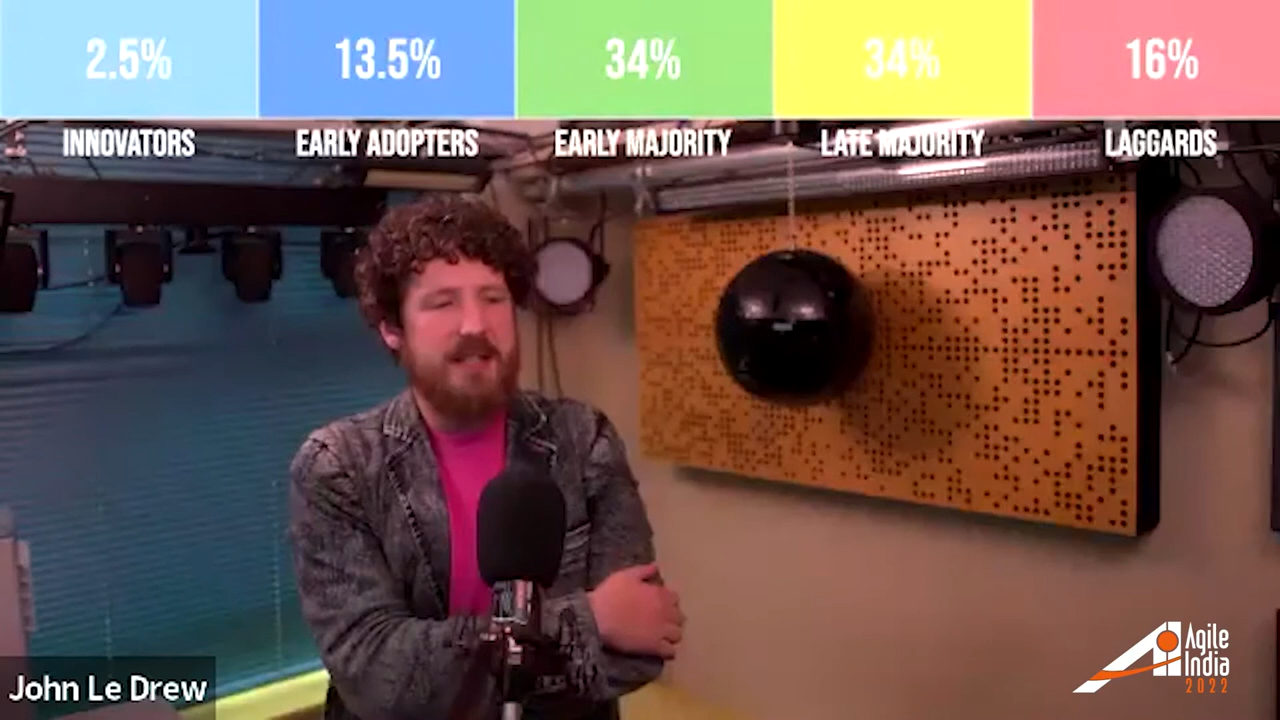 2.5%
13.5%
34%
34%
16%
INNOVATORS
EARLY ADOPTERS
EARLY MAJORITY
LATE MAJORITY
LAGGARDS
John Le Drew
Agile
India
2022